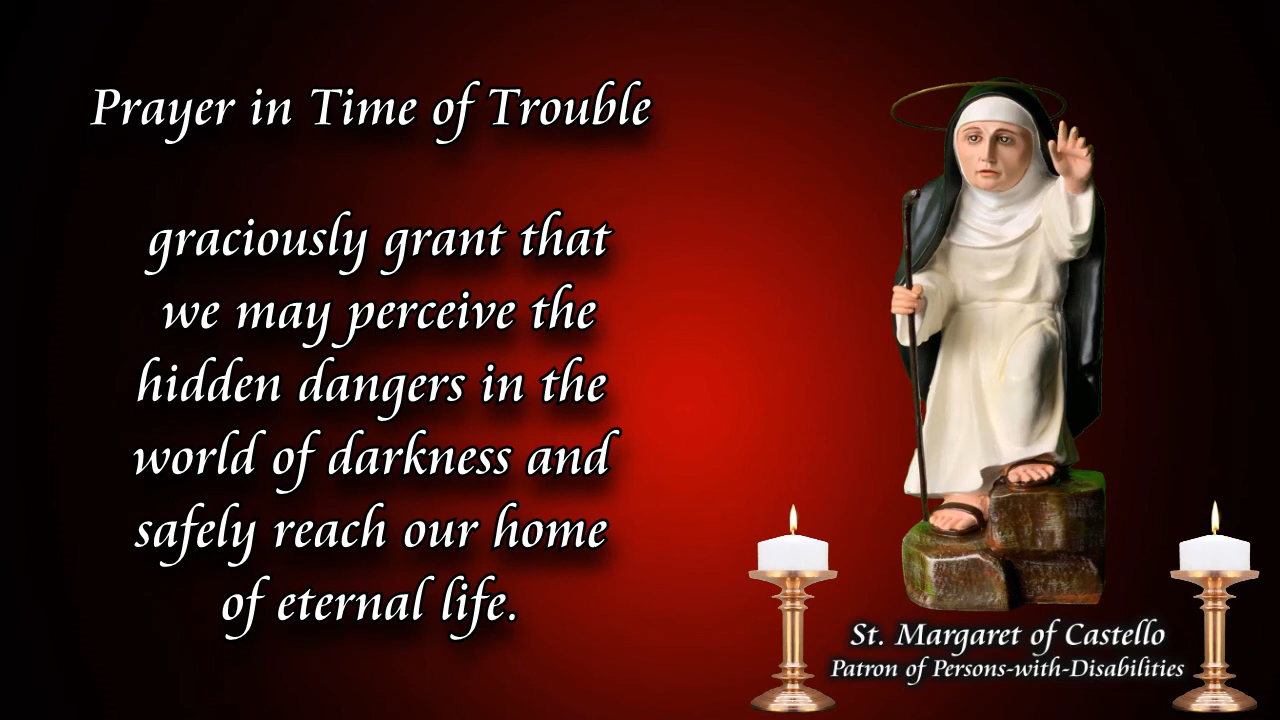 Prayer in Time of Trouble
graciously grant that
we may perceive the
hidden dangers in the
world of darkness and
safely reach our home
of eternal life.
St. Margaret of Castello
Patron of Persons-with-Disabilities